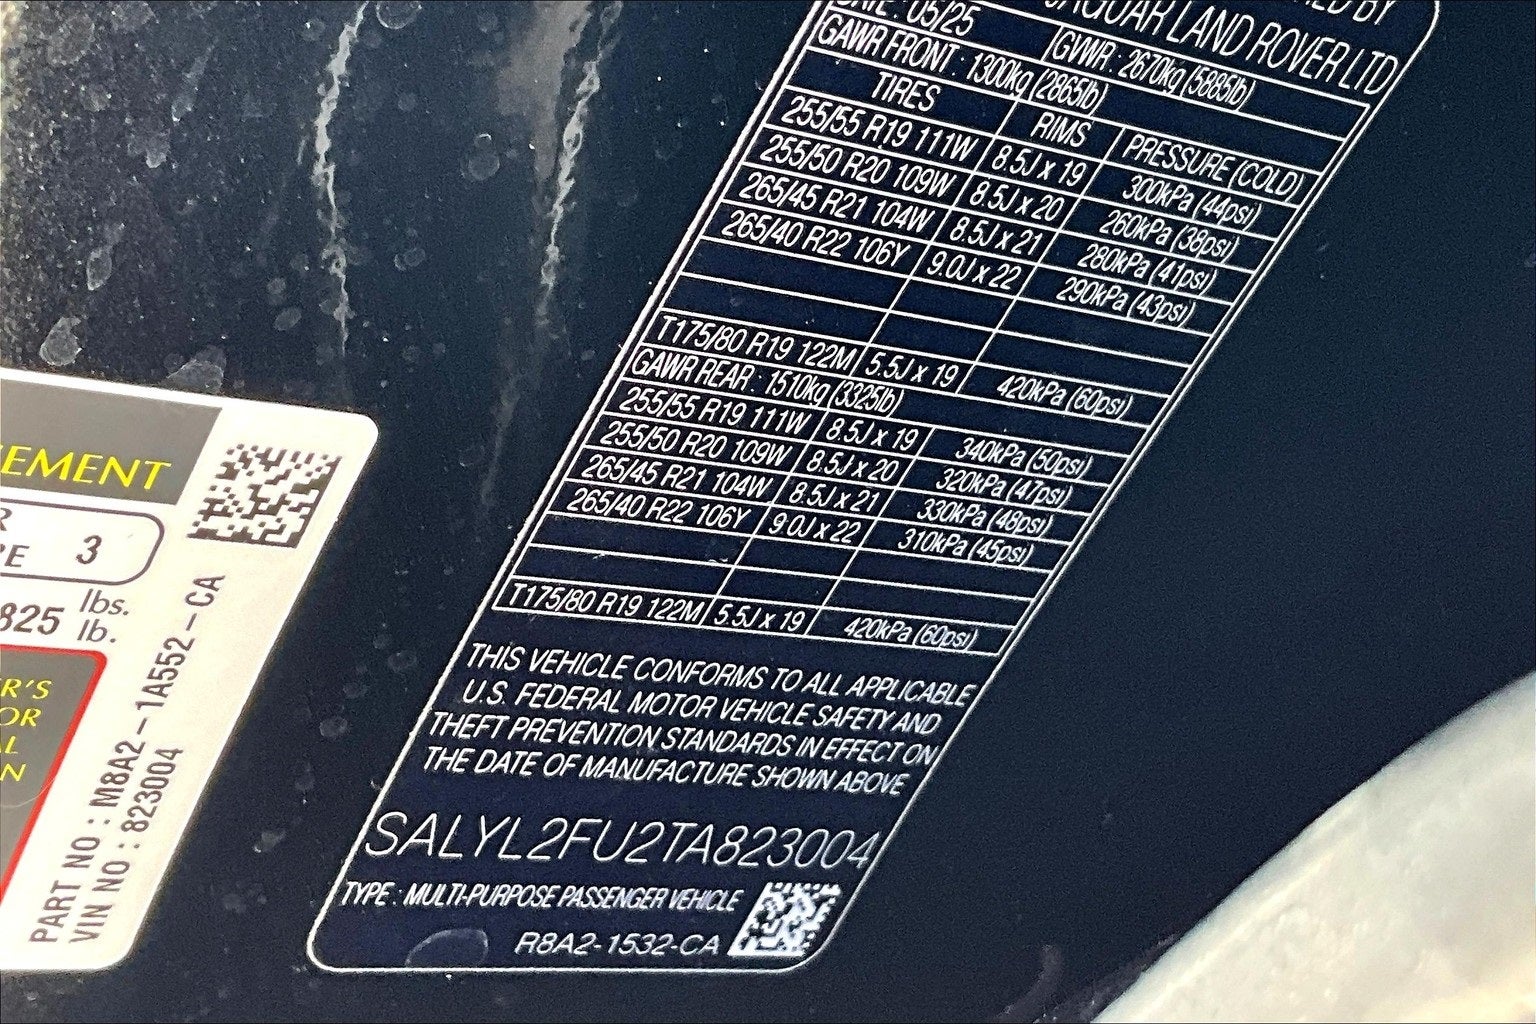 EMENT
R
PE 3
825 lbs.
lb.
R'S
OR
AL
N
PART NO : M8A2-1A552-CA
VIN NO : 823004
BY
DATE : 05/25 JAGUAR LAND ROVER LTD
GVWR : 2670kg (5885lb)
GAWR FRONT : 1300kg (2865lb)
TIRES RIMS PRESSURE (COLD)
255/55 R19 111W 8.5J x 19 300kPa (44psi)
255/50 R20 109W 8.5J x 20 260kPa (38psi)
265/45 R21 104W 8.5J x 21 280kPa (41psi)
265/40 R22 106Y 9.0J x 22 290kPa (43psi)
T175/80 R19 122M 5.5J x 19 420kPa (60psi)
GAWR REAR : 1510kg (3325lb)
255/55 R19 111W 8.5J x 19 340kPa (50psi)
255/50 R20 109W 8.5J x 20 320kPa (47psi)
265/45 R21 104W 8.5J x 21 330kPa (48psi)
265/40 R22 106Y 9.0J x 22 310kPa (45psi)
T175/80 R19 122M 5.5J x 19 420kPa (60psi)
THIS VEHICLE CONFORMS TO ALL APPLICABLE
U.S. FEDERAL MOTOR VEHICLE SAFETY AND
THEFT PREVENTION STANDARDS IN EFFECT ON
THE DATE OF MANUFACTURE SHOWN ABOVE
SALYL2FU2TA823004
TYPE : MULTI-PURPOSE PASSENGER VEHICLE
R8A2-1532-CA